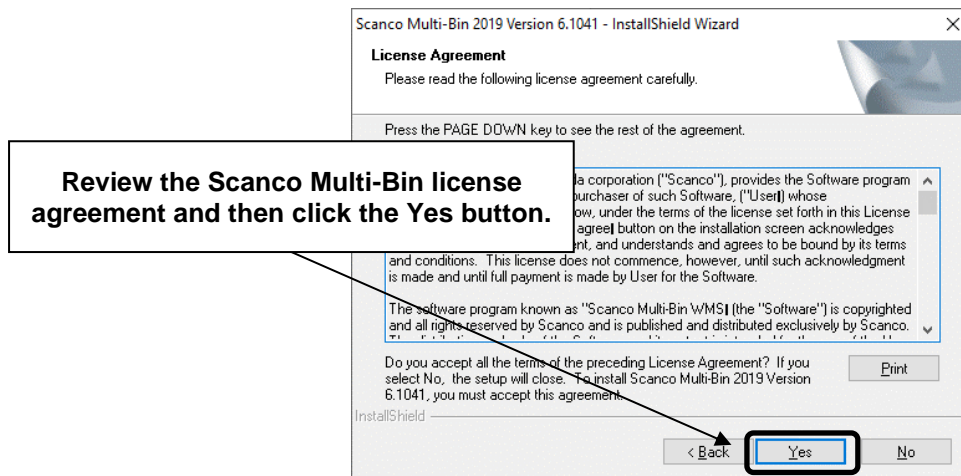 Scanco Multi-Bin 2019 Version 6.1041 - InstallShield Wizard
License Agreement
Please read the following license agreement carefully.
Press the PAGE DOWN key to see the rest of the agreement.
Review the Scanco Multi-Bin license
agreement and then click the Yes button.
a corporation ("Scanco"), provides the Software program
urchaser of such Software, ("User") whose
ow, under the terms of the license set forth in this License
agree" button on the installation screen acknowledges
ent, and understands and agrees to be bound by its terms
and conditions. This license does not commence, however, until such acknowledgment
is made and until full payment is made by User for the Software.
The software program known as "Scanco Multi-Bin WMS" (the "Software") is copyrighted
and all rights reserved by Scanco and is published and distributed exclusively by Scanco.
Do you accept all the terms of the preceding License Agreement? If you
select No, the setup will close. To install Scanco Multi-Bin 2019 Version
6.1041, you must accept this agreement.
Print
InstallShield
< Back
Yes
No